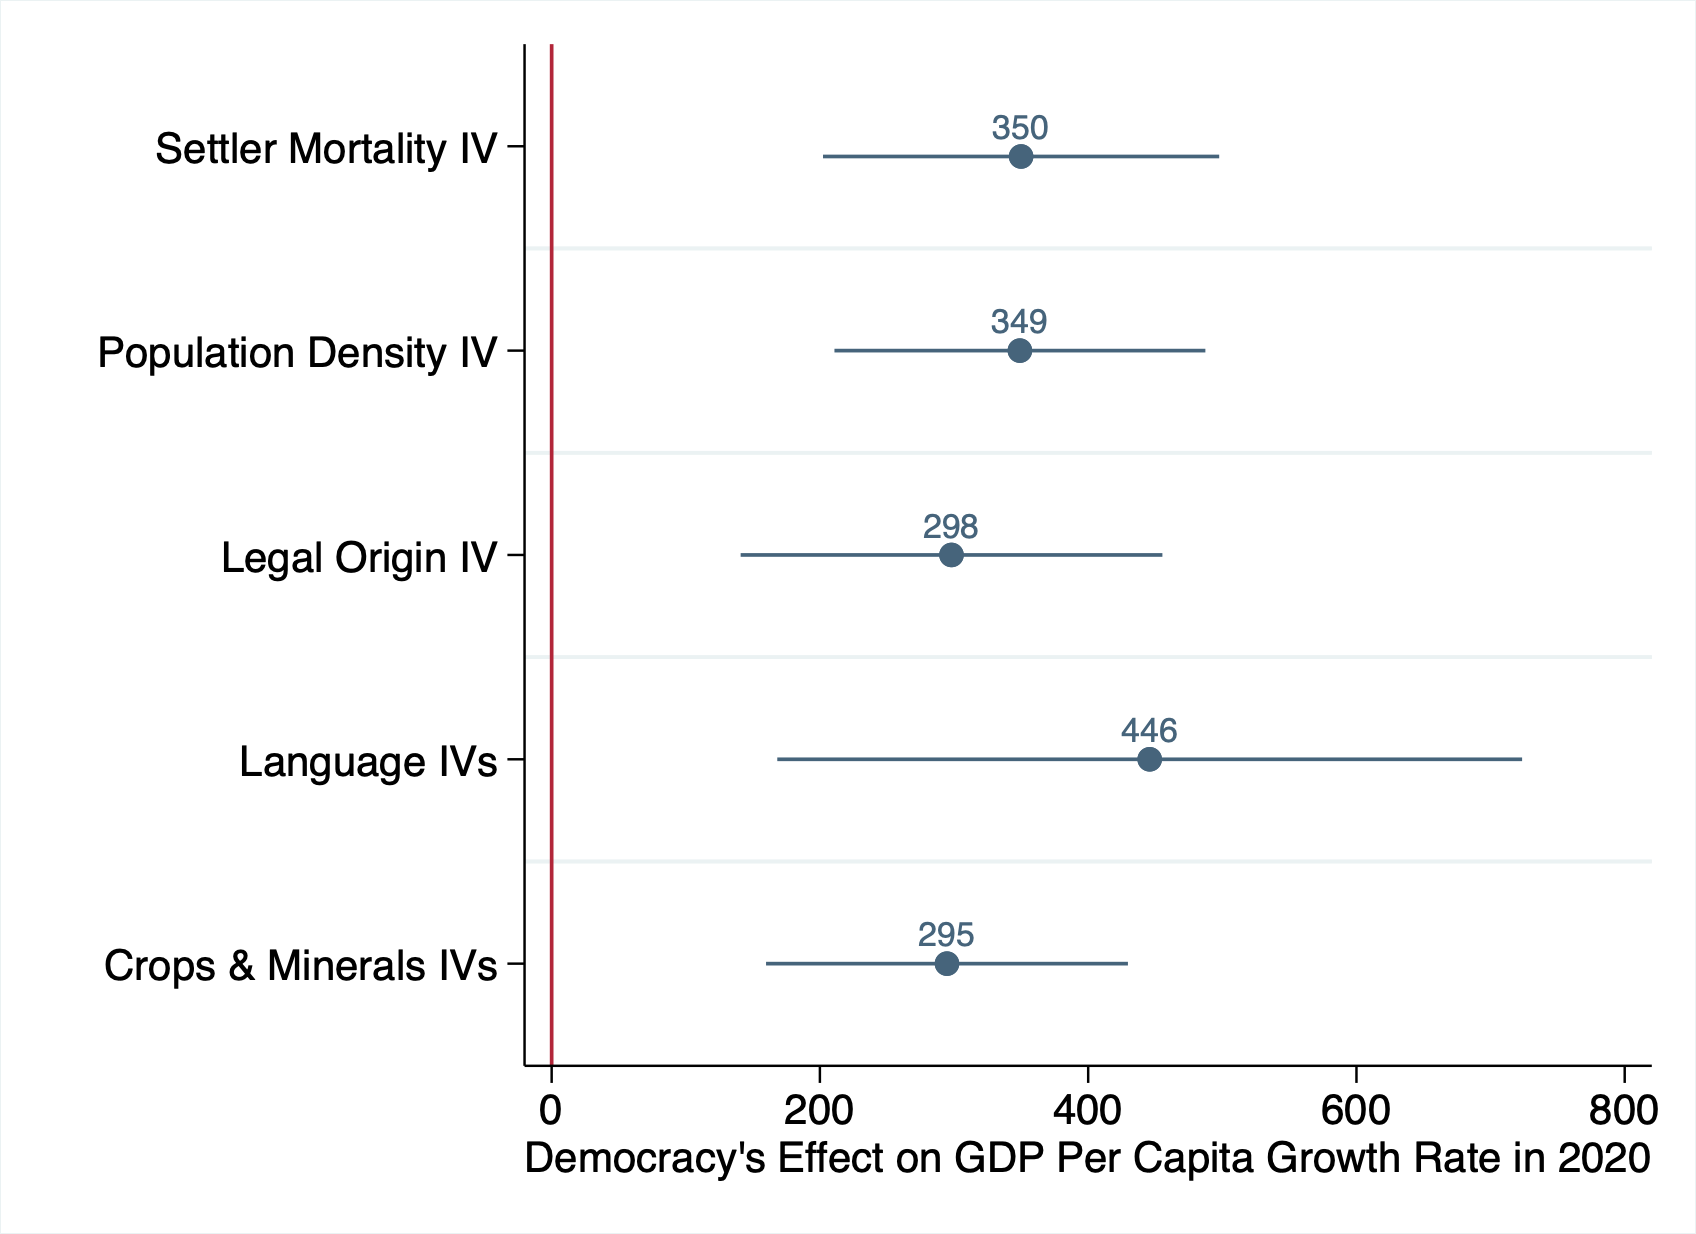 Settler Mortality IV
350
Population Density IV
349
Legal Origin IV
298
Language IVs
446
Crops & Minerals IVs
295
0 200 400 600 800
Democracy's Effect on GDP Per Capita Growth Rate in 2020